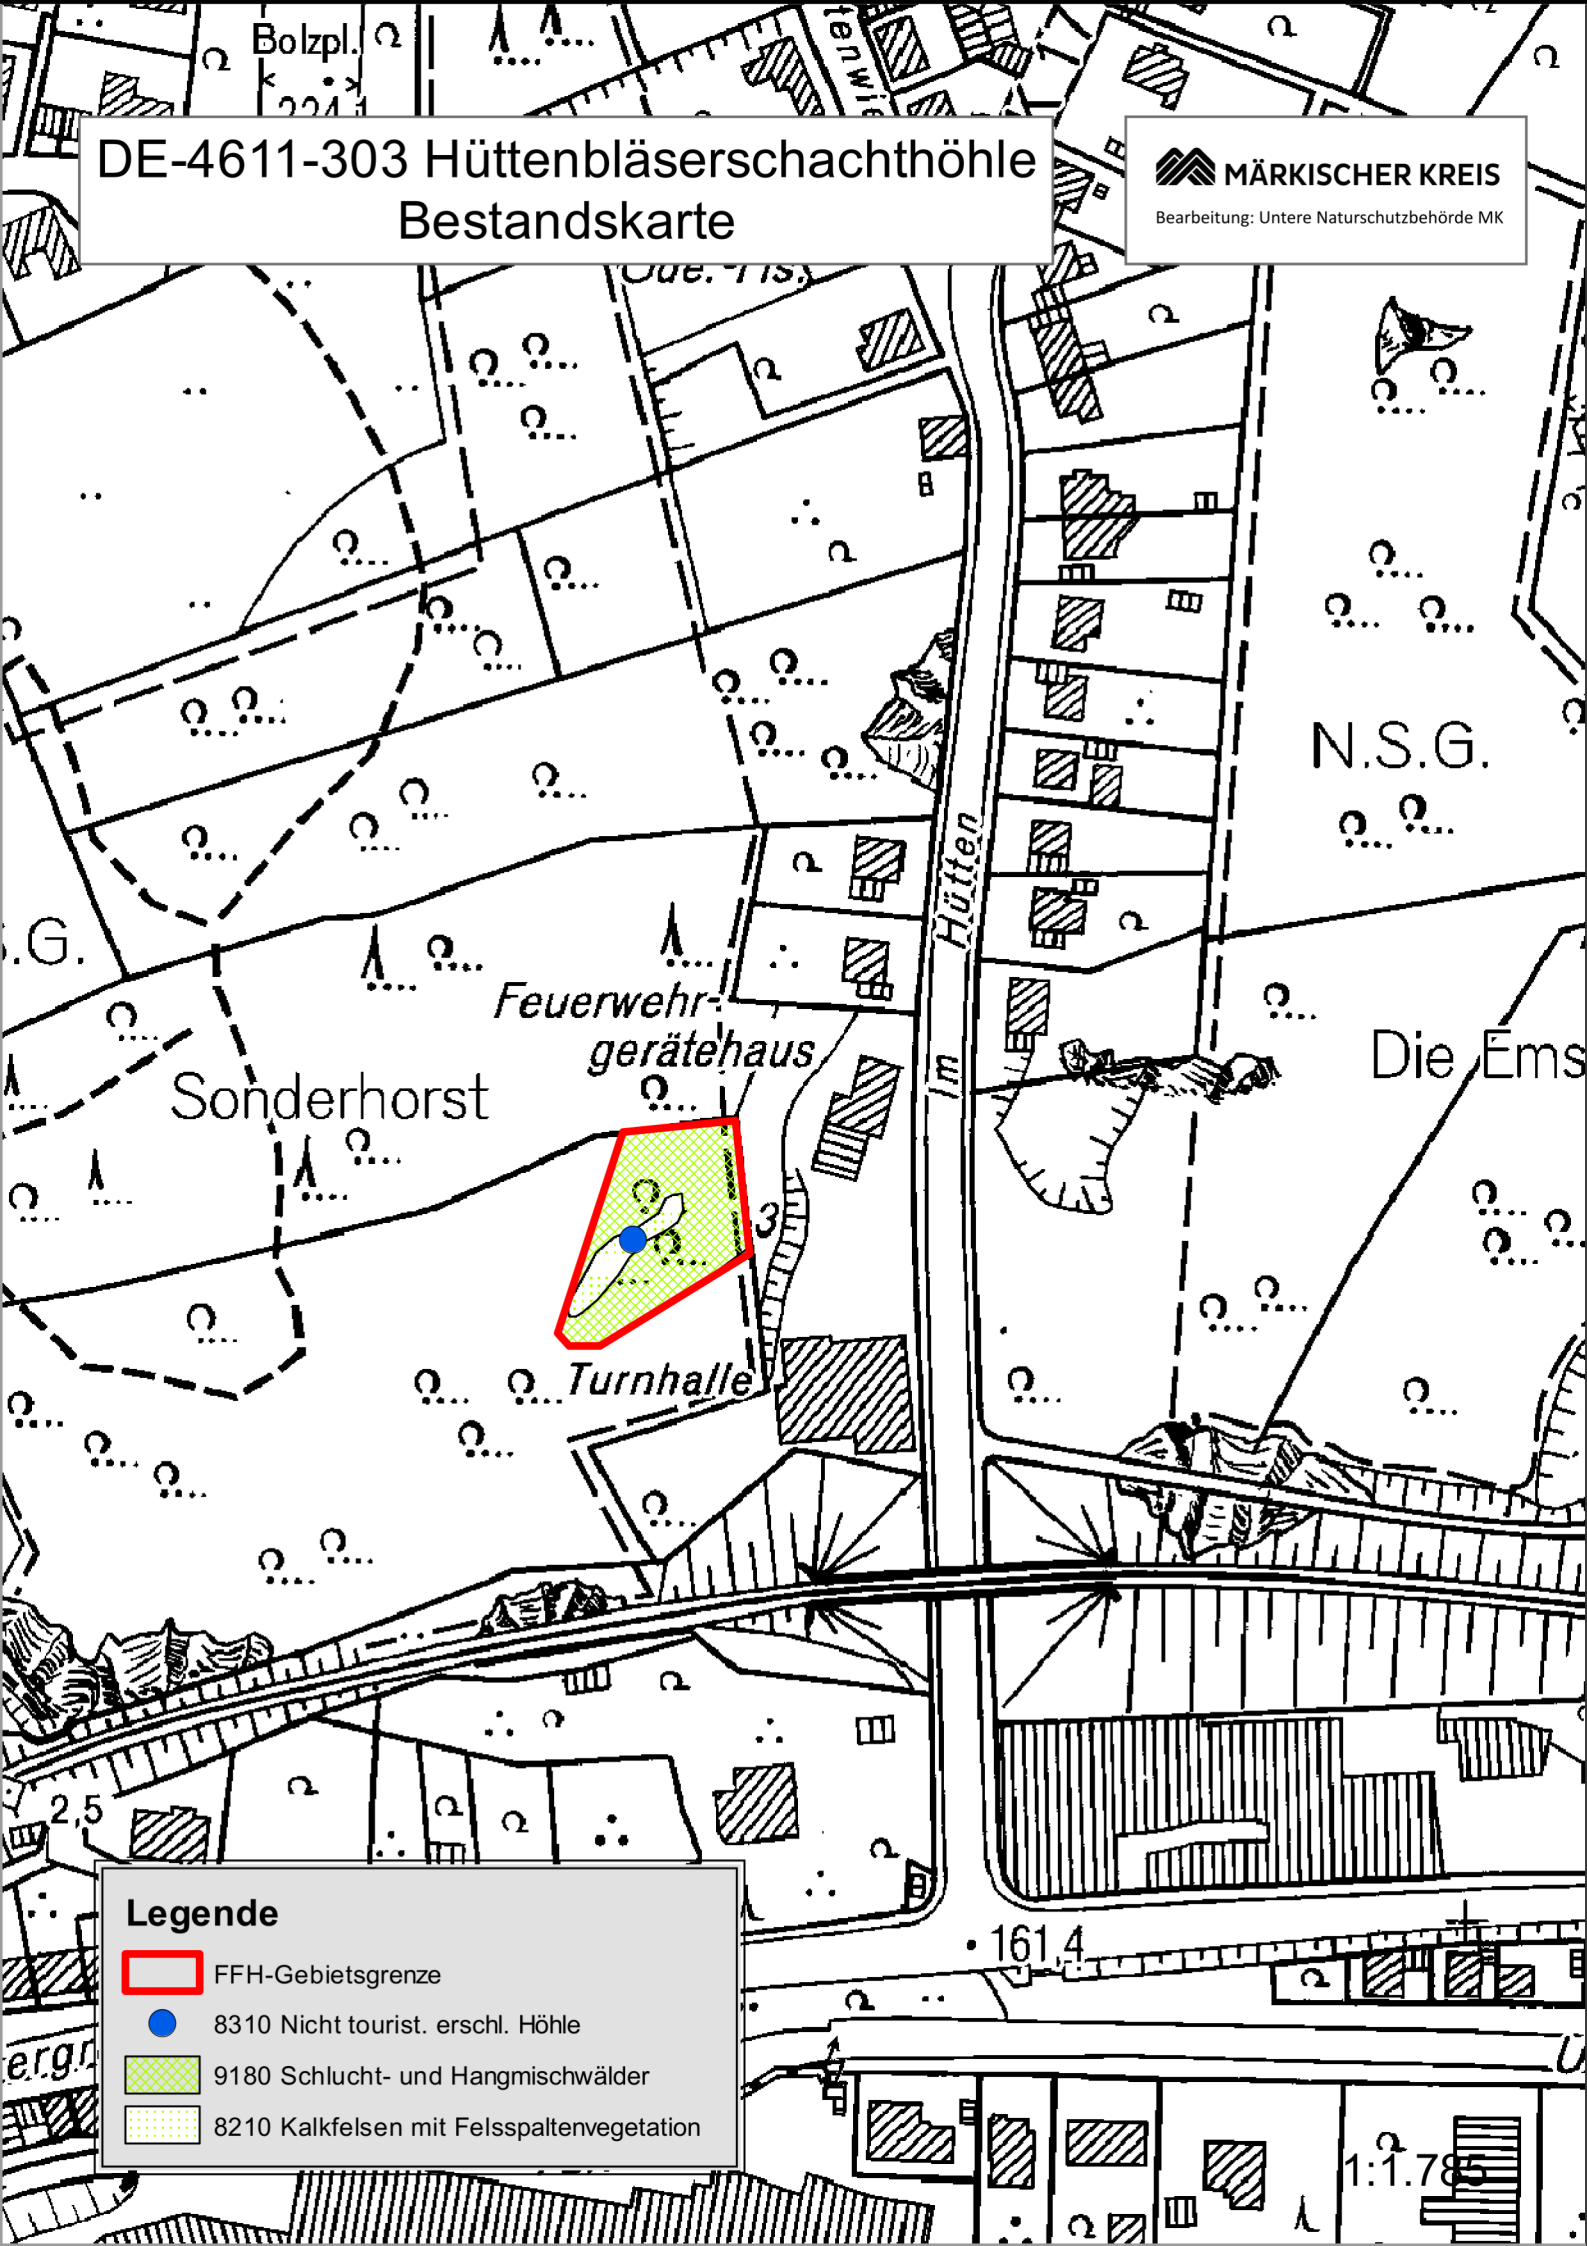 Bolzpl.
224,1
DE-4611-303 Hüttenbläserschachthöhle
Bestandskarte
MÄRKISCHER KREIS
Bearbeitung: Untere Naturschutzbehörde MK
N.S.G.
Im Hütten
Feuerwehr-
gerätehaus
Die Ems
Sonderhorst
3
Turnhalle
2,5
161,4
Legende
FFH-Gebietsgrenze
8310 Nicht tourist. erschl. Höhle
9180 Schlucht- und Hangmischwälder
8210 Kalkfelsen mit Felsspaltenvegetation
1:1.785